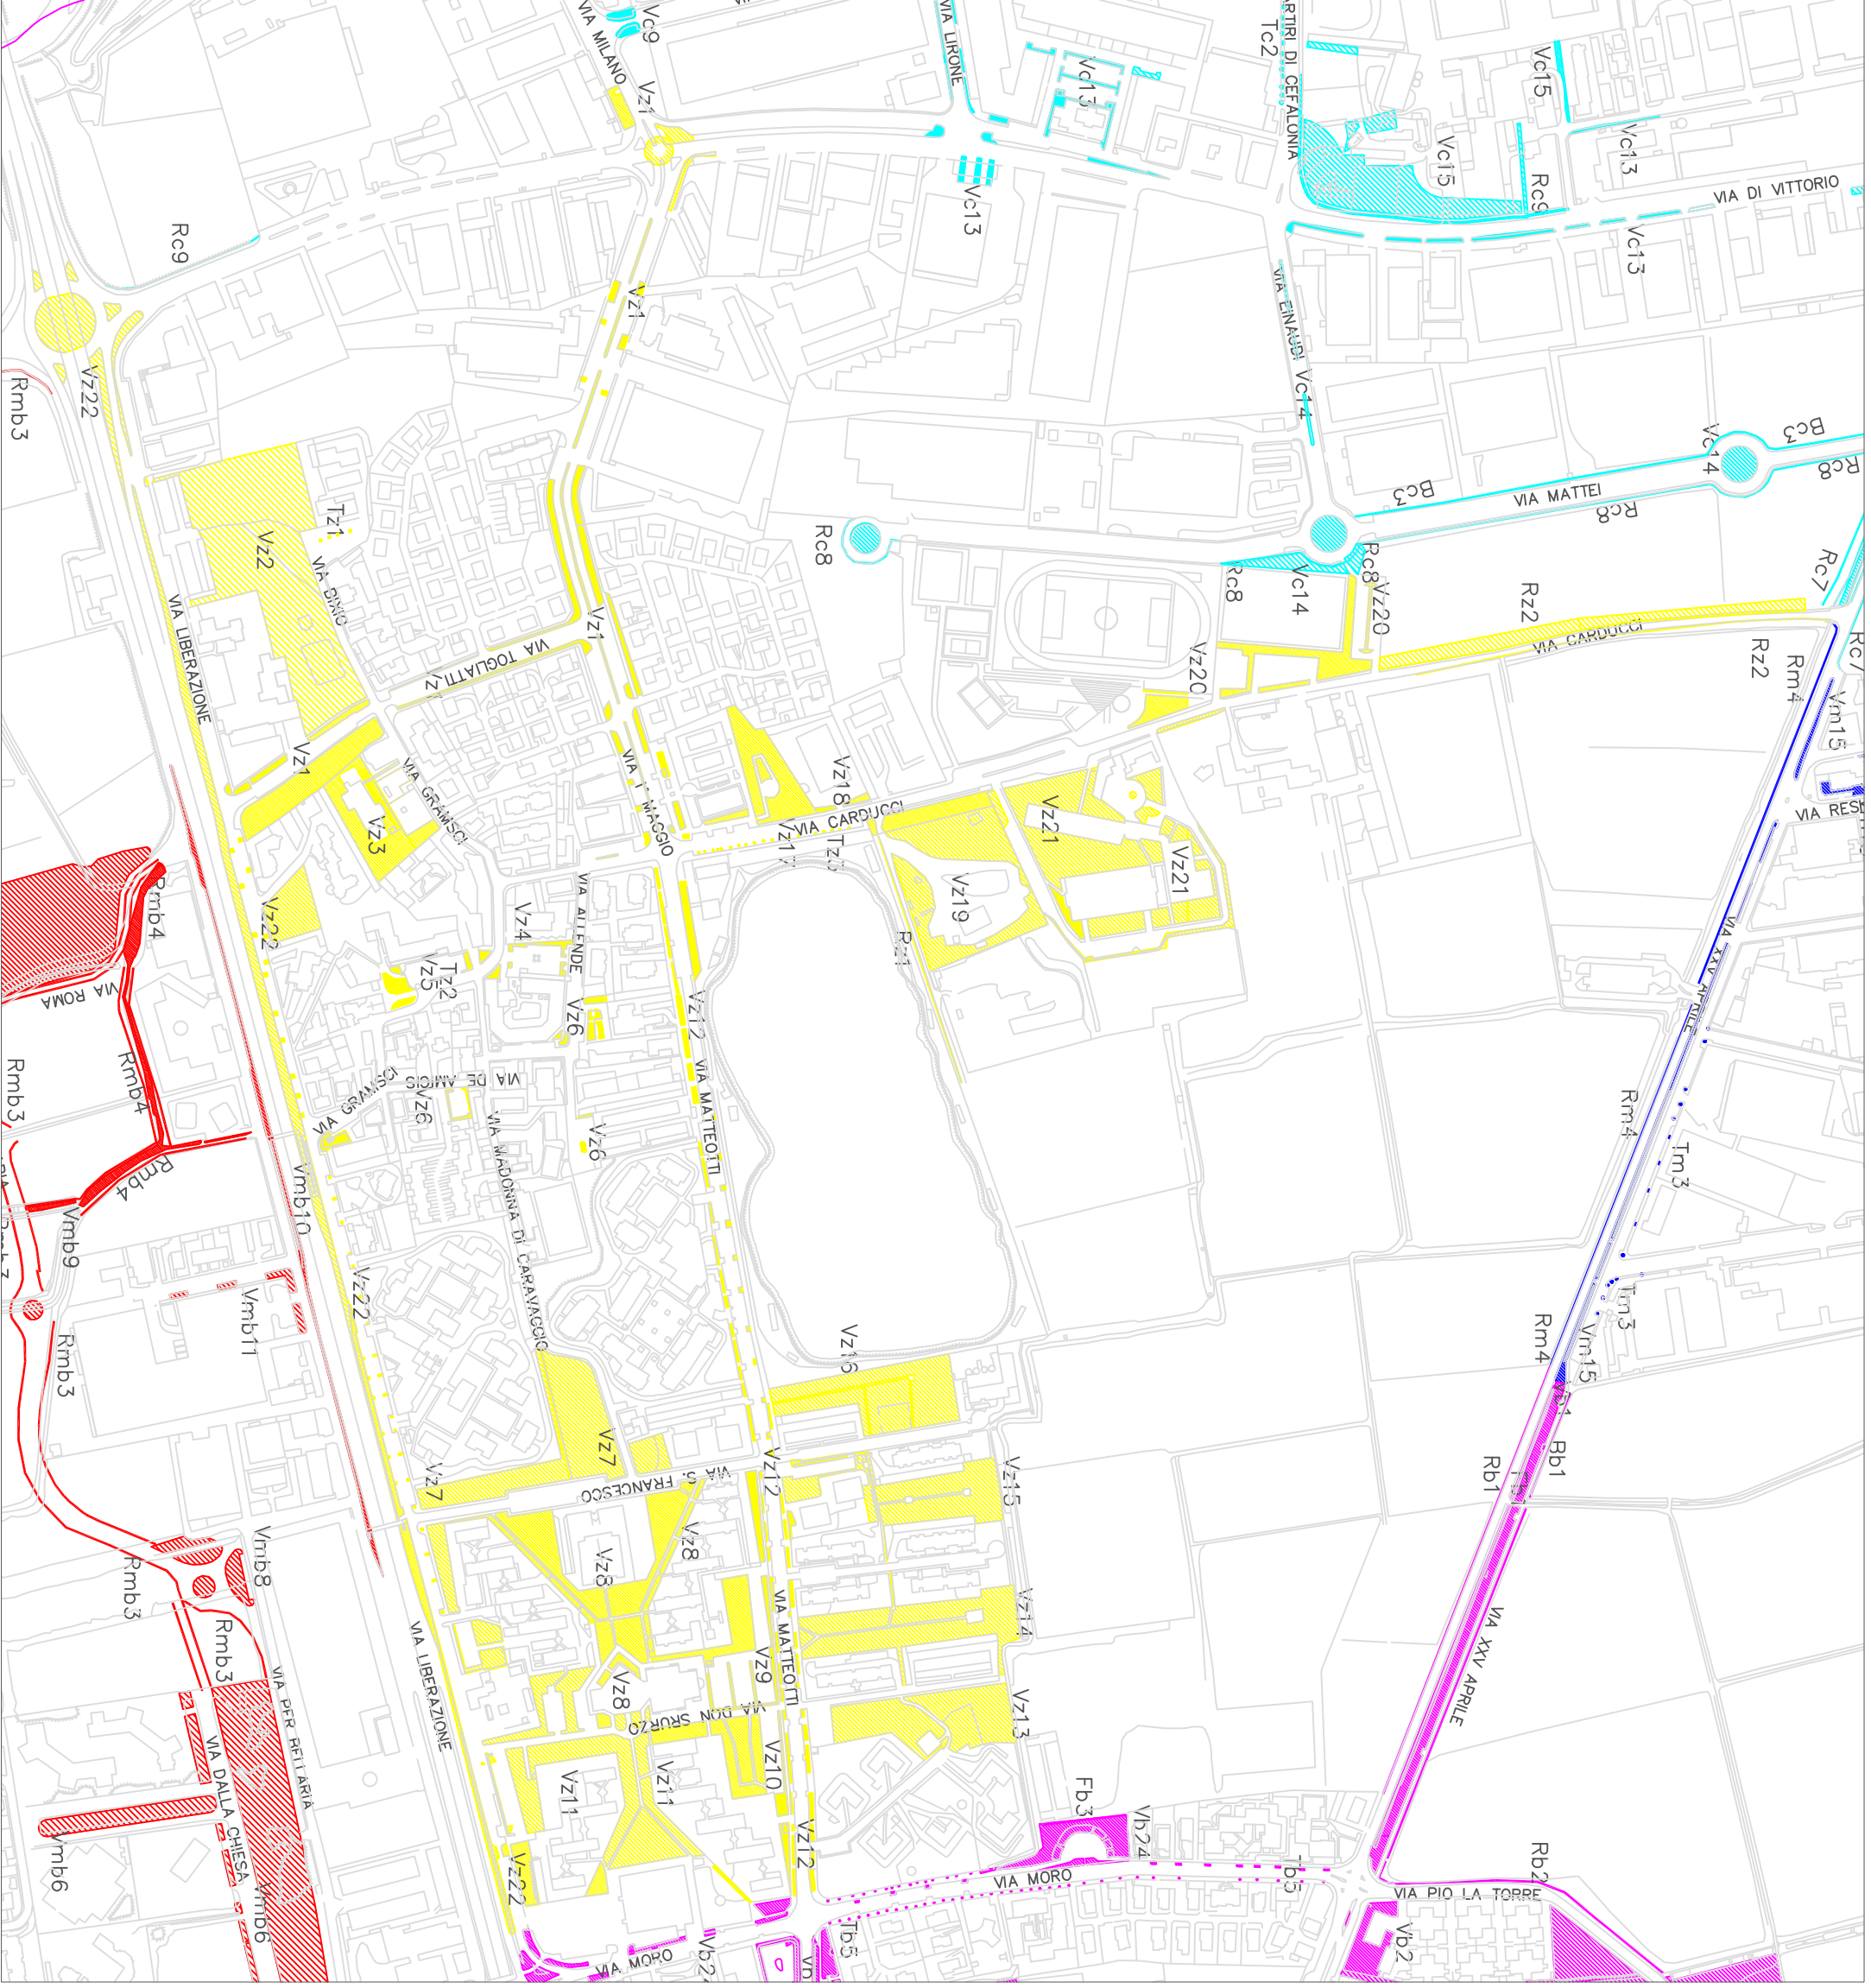 VIA MILANO
Vc9
VIA LIRONE
Vc13
Tc2
ARTIRI DI CEFALONIA
Vc15
Vc13
Vc15
Rc9
VIA DI VITTORIO
Vz1
Vc13
Vc13
Rc9
Vz1
VIA EINAUDI
Vc14
Vz22
Rmb3
Vc14
Bc3
Rc8
Bc3
VIA MATTEI
Rc8
Tz1
Vz2
VIA BIXIO
Rc8
Rc8
Vc14
Rc8
Vz20
Rz2
Rc7
VIA LIBERAZIONE
Vz1
VIA TOGLIATTI
Vz20
VIA CARDUCCI
Rz2
Rm4
Rc7
Vm15
Vz1
VIA GRAMSCI
Vz3
VIA 1° MAGGIO
Vz18
VIA CARDUCCI
Vz17
Vz21
Vz21
Vz19
Rz1
Rmb4
VIA ROMA
Vz22
Vz4
VIA ALLENDE
Vz5
Tz2
Vz6
Vz12
VIA MATTEOTTI
VIA XXV APRILE
Rmb3
Rmb4
VIA GRAMSCI
VIA DE AMICIS
Vz6
VIA MADONNA DI CARAVAGGIO
Vz6
Rm4
Tm3
Rmb4
Vmb10
Vmb9
Vz22
Vmb11
Rmb3
Vz16
Rm4
Tm3
Vm15
Bb1
Rb1
Vz7
Vz7
VIA S. FRANCESCO
Vz12
Vz15
Vmb8
Rmb3
Vz8
Vz8
Vz14
VIA MATTEOTTI
Rmb3
VIA LIBERAZIONE
Vz8
Vz9
VIA DON STURZO
Vz13
VIA XXV APRILE
VIA PER BELLARIA
VIA DALLA CHIESA
Vz11
Vz11
Vz10
Fb3
Vb24
Vmb6
Vmb6
Vz22
Vz12
VIA MORO
Tb5
Rb2
VIA PIO LA TORRE
VIA MORO
Tb5
Vb2